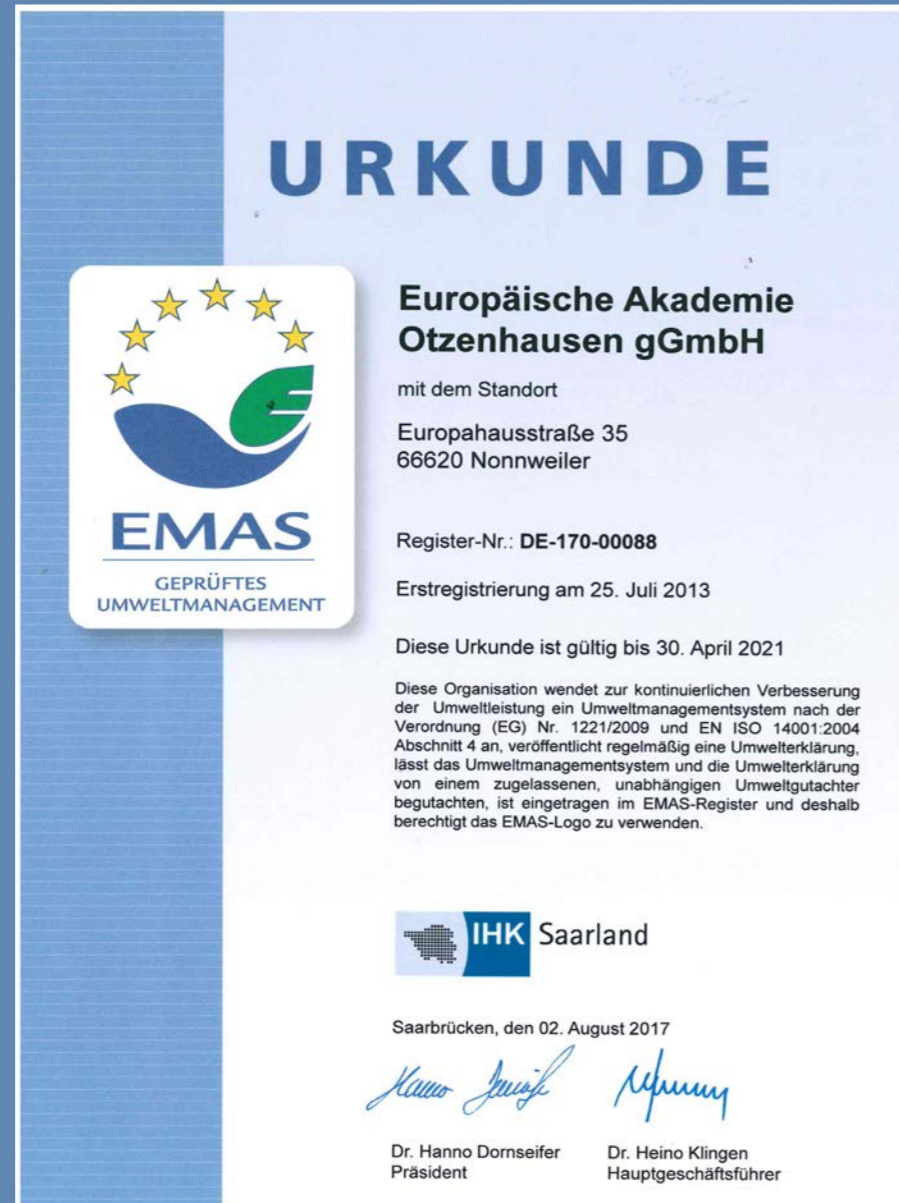 URKUNDE
EMAS
GEPRÜFTES
UMWELTMANAGEMENT
Europäische Akademie
Otzenhausen gGmbH
mit dem Standort
Europahausstraße 35
66620 Nonnweiler
Register-Nr.: DE-170-00088
Erstregistrierung am 25. Juli 2013
Diese Urkunde ist gültig bis 30. April 2021
Diese Organisation wendet zur kontinuierlichen Verbesserung
der Umweltleistung ein Umweltmanagementsystem nach der
Verordnung (EG) Nr. 1221/2009 und EN ISO 14001:2004
Abschnitt 4 an, veröffentlicht regelmäßig eine Umwelterklärung,
lässt das Umweltmanagementsystem und die Umwelterklärung
von einem zugelassenen, unabhängigen Umweltgutachter
begutachten, ist eingetragen im EMAS-Register und deshalb
berechtigt das EMAS-Logo zu verwenden.
IHK Saarland
Saarbrücken, den 02. August 2017
Dr. Hanno Dornseifer
Präsident
Dr. Heino Klingen
Hauptgeschäftsführer